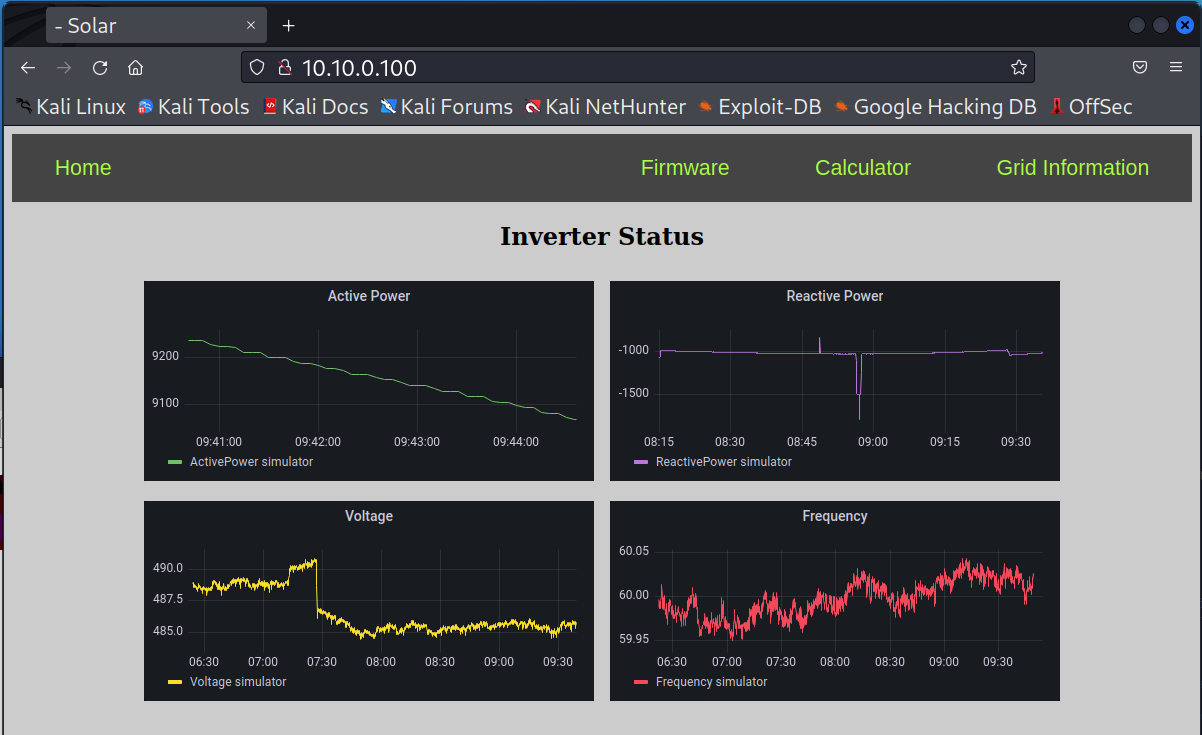 - Solar
10.10.0.100
Kali Linux Kali Tools Kali Docs Kali Forums Kali NetHunter Exploit-DB Google Hacking DB OffSec
Home Firmware Calculator Grid Information
Inverter Status
Active Power
9200
9100
09:41:00 09:42:00 09:43:00 09:44:00
ActivePower simulator
Reactive Power
-1000
-1500
08:15 08:30 08:45 09:00 09:15 09:30
ReactivePower simulator
Voltage
490.0
487.5
485.0
06:30 07:00 07:30 08:00 08:30 09:00 09:30
Voltage simulator
Frequency
60.05
60.00
59.95
06:30 07:00 07:30 08:00 08:30 09:00 09:30
Frequency simulator